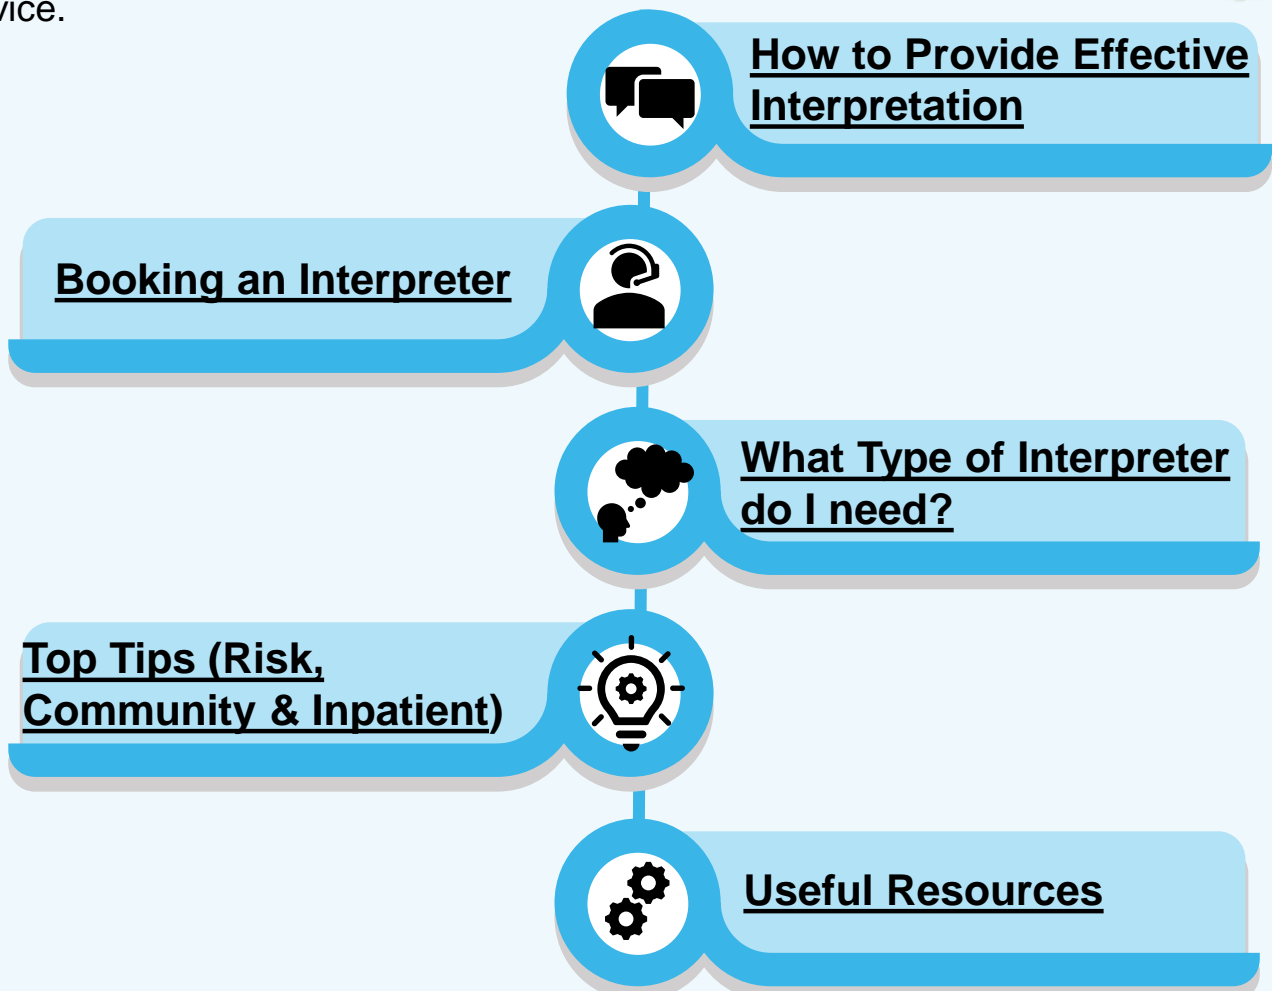 How to Provide Effective
Interpretation
Booking an Interpreter
What Type of Interpreter
do I need?
Top Tips (Risk,
Community & Inpatient)
Useful Resources